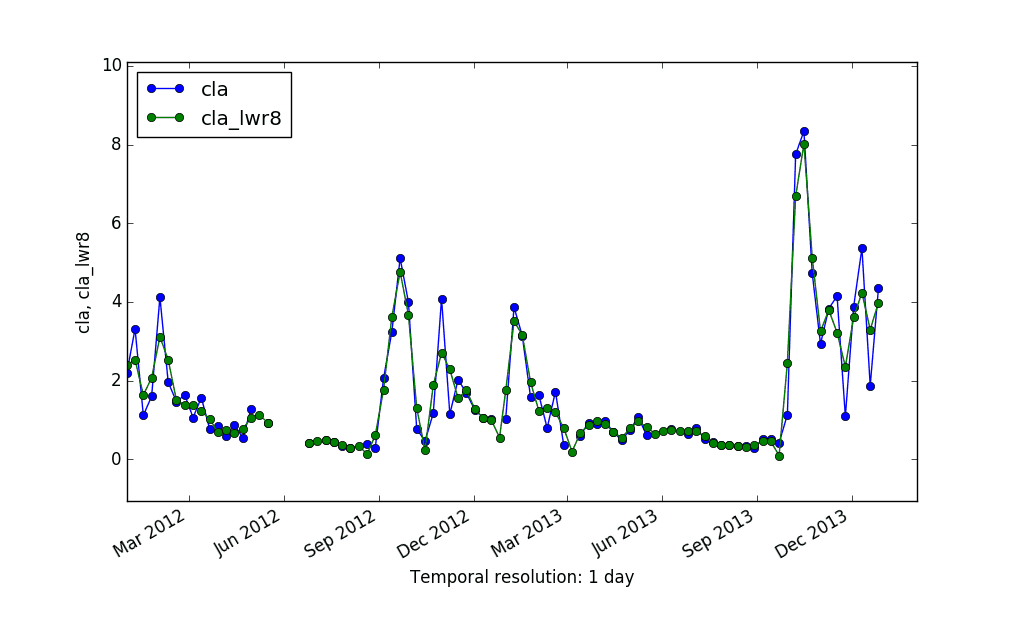 cla
cla_lwr8
10
8
6
4
2
0
cla, cla_lwr8
Mar 2012
Jun 2012
Sep 2012
Dec 2012
Mar 2013
Jun 2013
Sep 2013
Dec 2013
Temporal resolution: 1 day